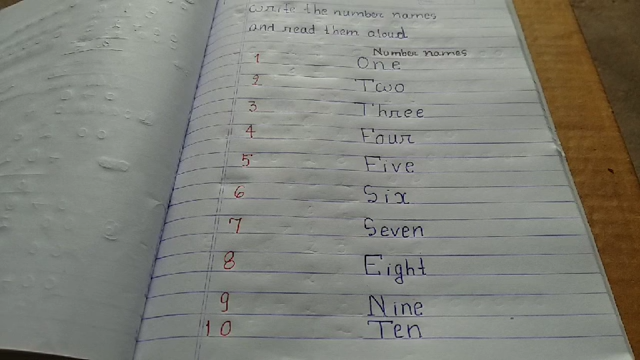 write the number names
and read them aloud
Number names
1 One
2 Two
3 Three
4 Four
5 Five
6 Six
7 Seven
8 Eight
9 Nine
10 Ten